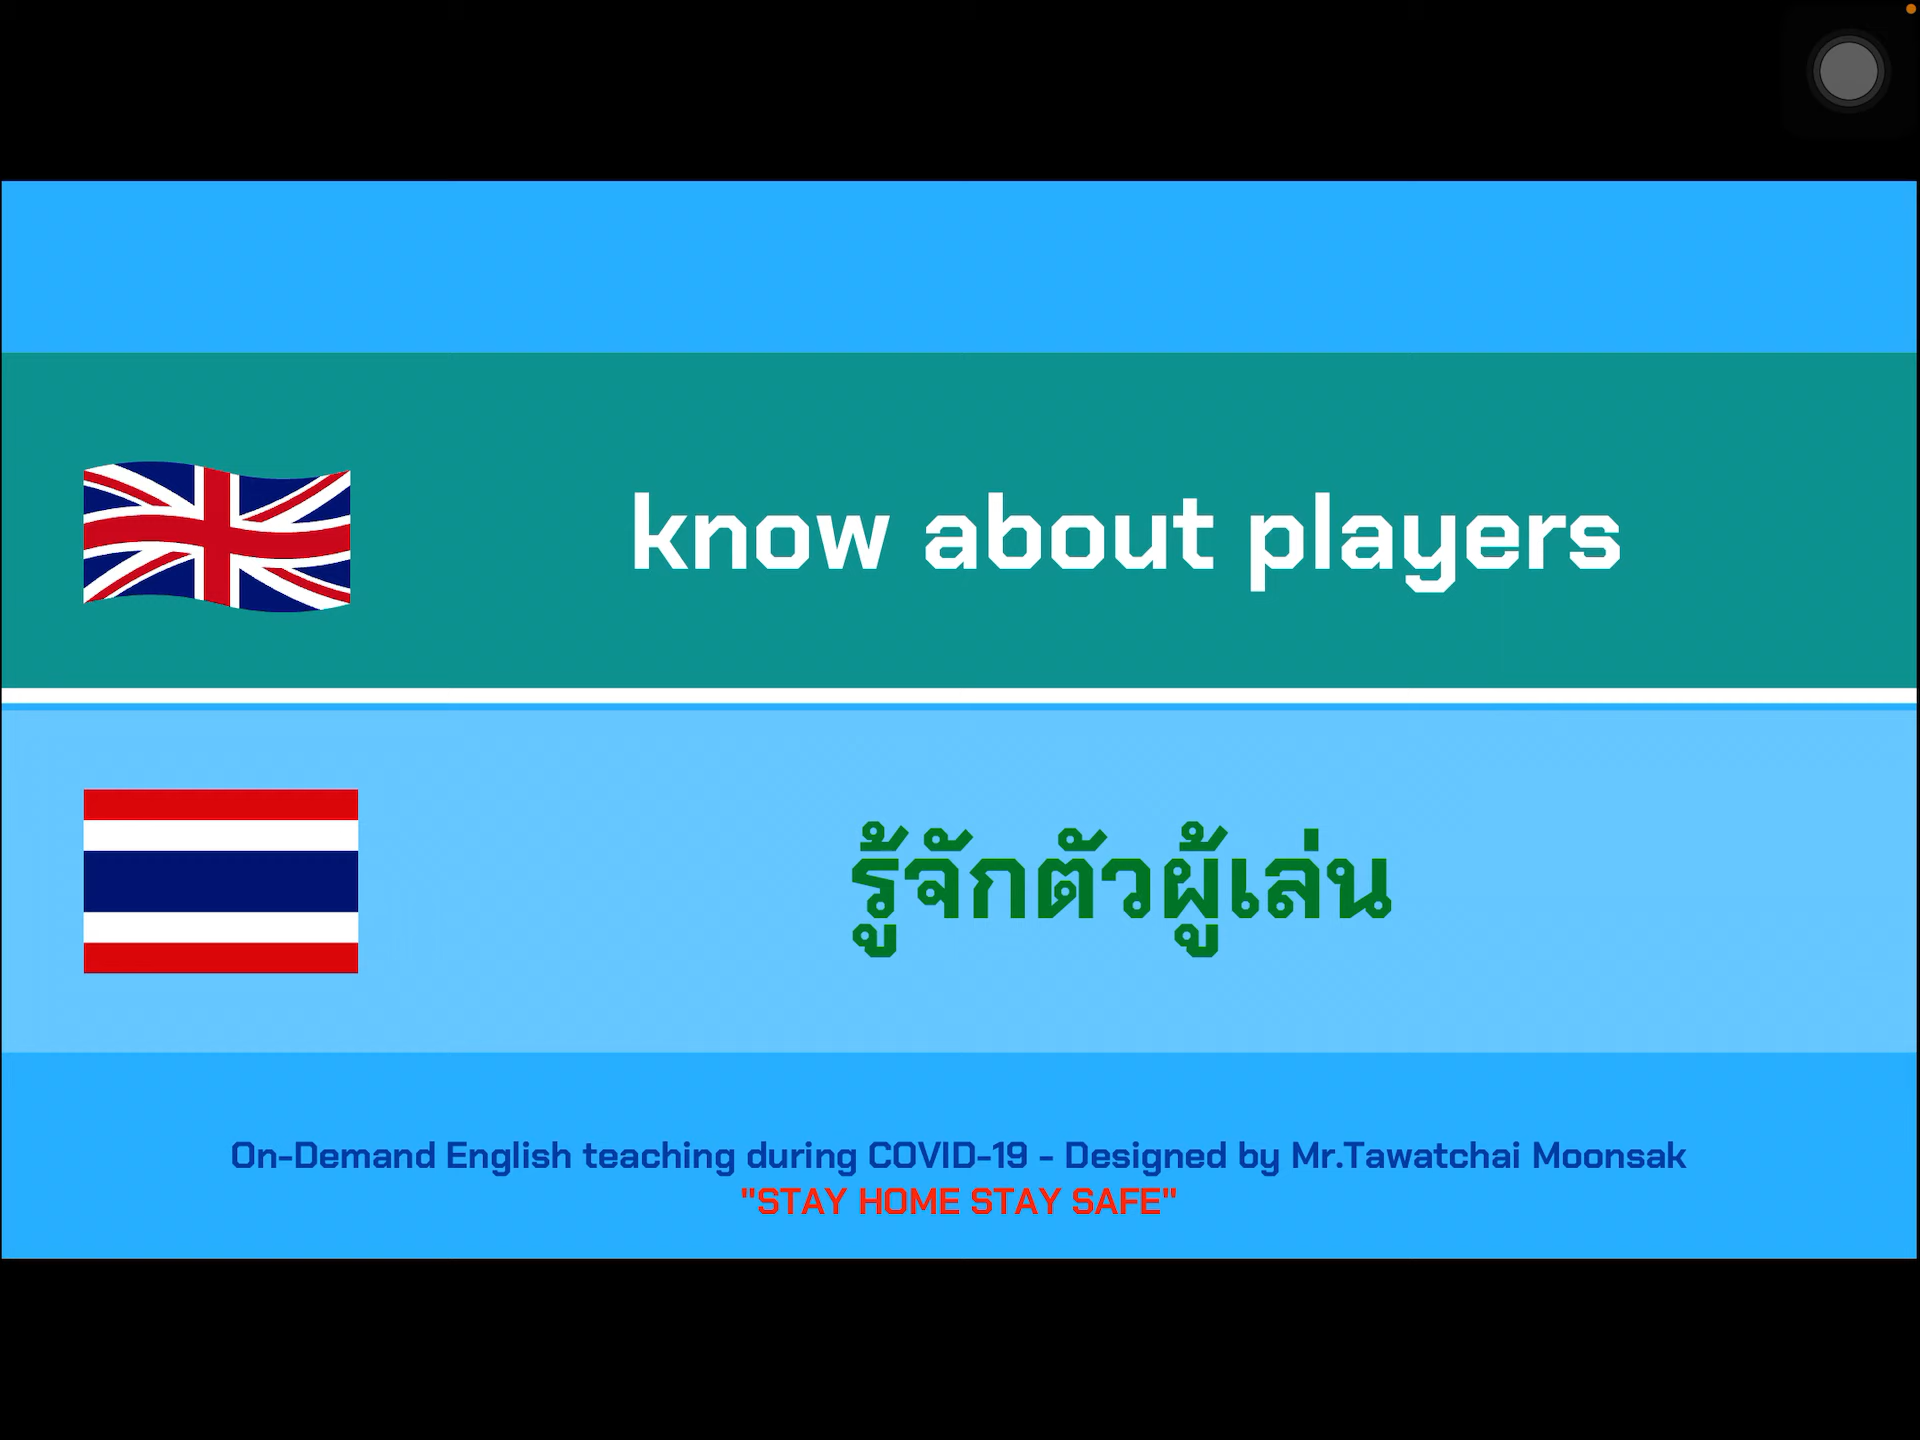 know about players
รู้จักตัวผู้เล่น
On-Demand English teaching during COVID-19 - Designed by Mr.Tawatchai Moonsak
"STAY HOME STAY SAFE"